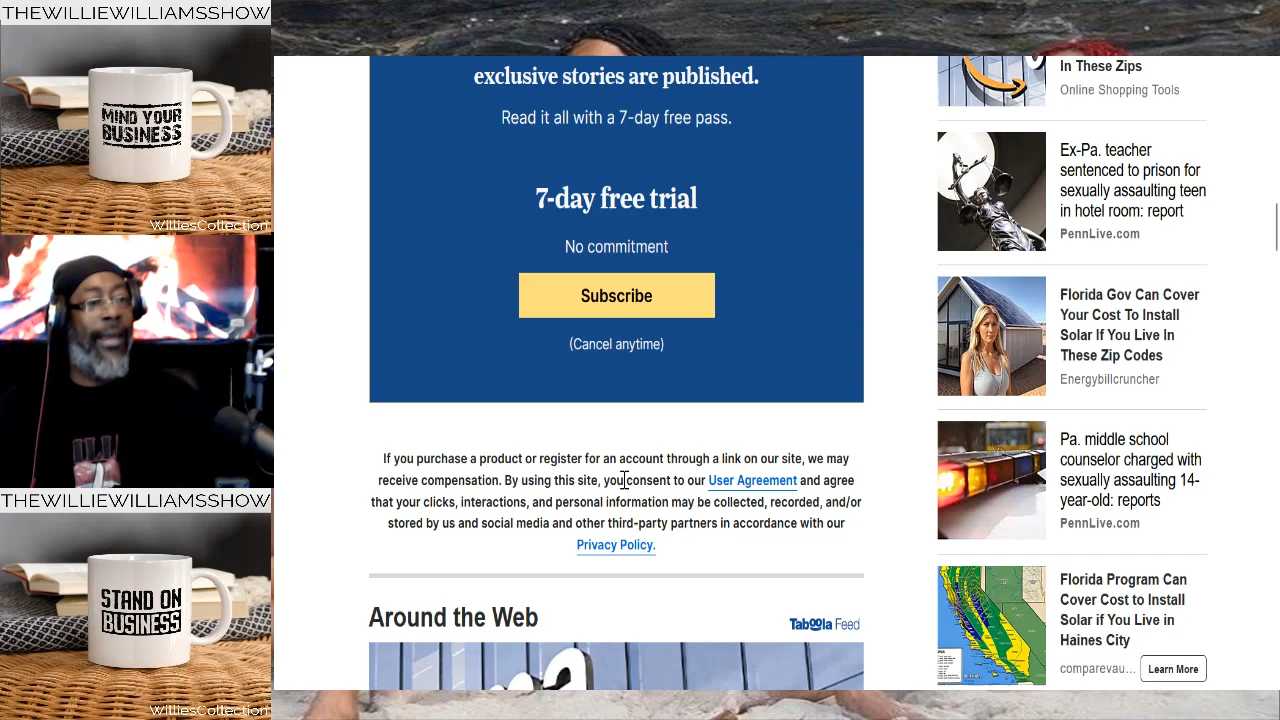 THEWILLIEWILLIAMSSHOW
MIND YOUR
BUSINESS
WilliesCollection
THEWILLIEWILLIAMSSHOW
STAND ON
BUSINESS
WilliesCollection
exclusive stories are published.
Read it all with a 7-day free pass.
7-day free trial
No commitment
Subscribe
(Cancel anytime)
If you purchase a product or register for an account through a link on our site, we may
receive compensation. By using this site, you consent to our User Agreement and agree
that your clicks, interactions, and personal information may be collected, recorded, and/or
stored by us and social media and other third-party partners in accordance with our
Privacy Policy.
Around the Web
Taboola Feed
In These Zips
Online Shopping Tools
Ex-Pa. teacher
sentenced to prison for
sexually assaulting teen
in hotel room: report
PennLive.com
Florida Gov Can Cover
Your Cost To Install
Solar If You Live In
These Zip Codes
Energybillcruncher
Pa. middle school
counselor charged with
sexually assaulting 14-
year-old: reports
PennLive.com
Florida Program Can
Cover Cost to Install
Solar if You Live in
Haines City
comparevau...
Learn More